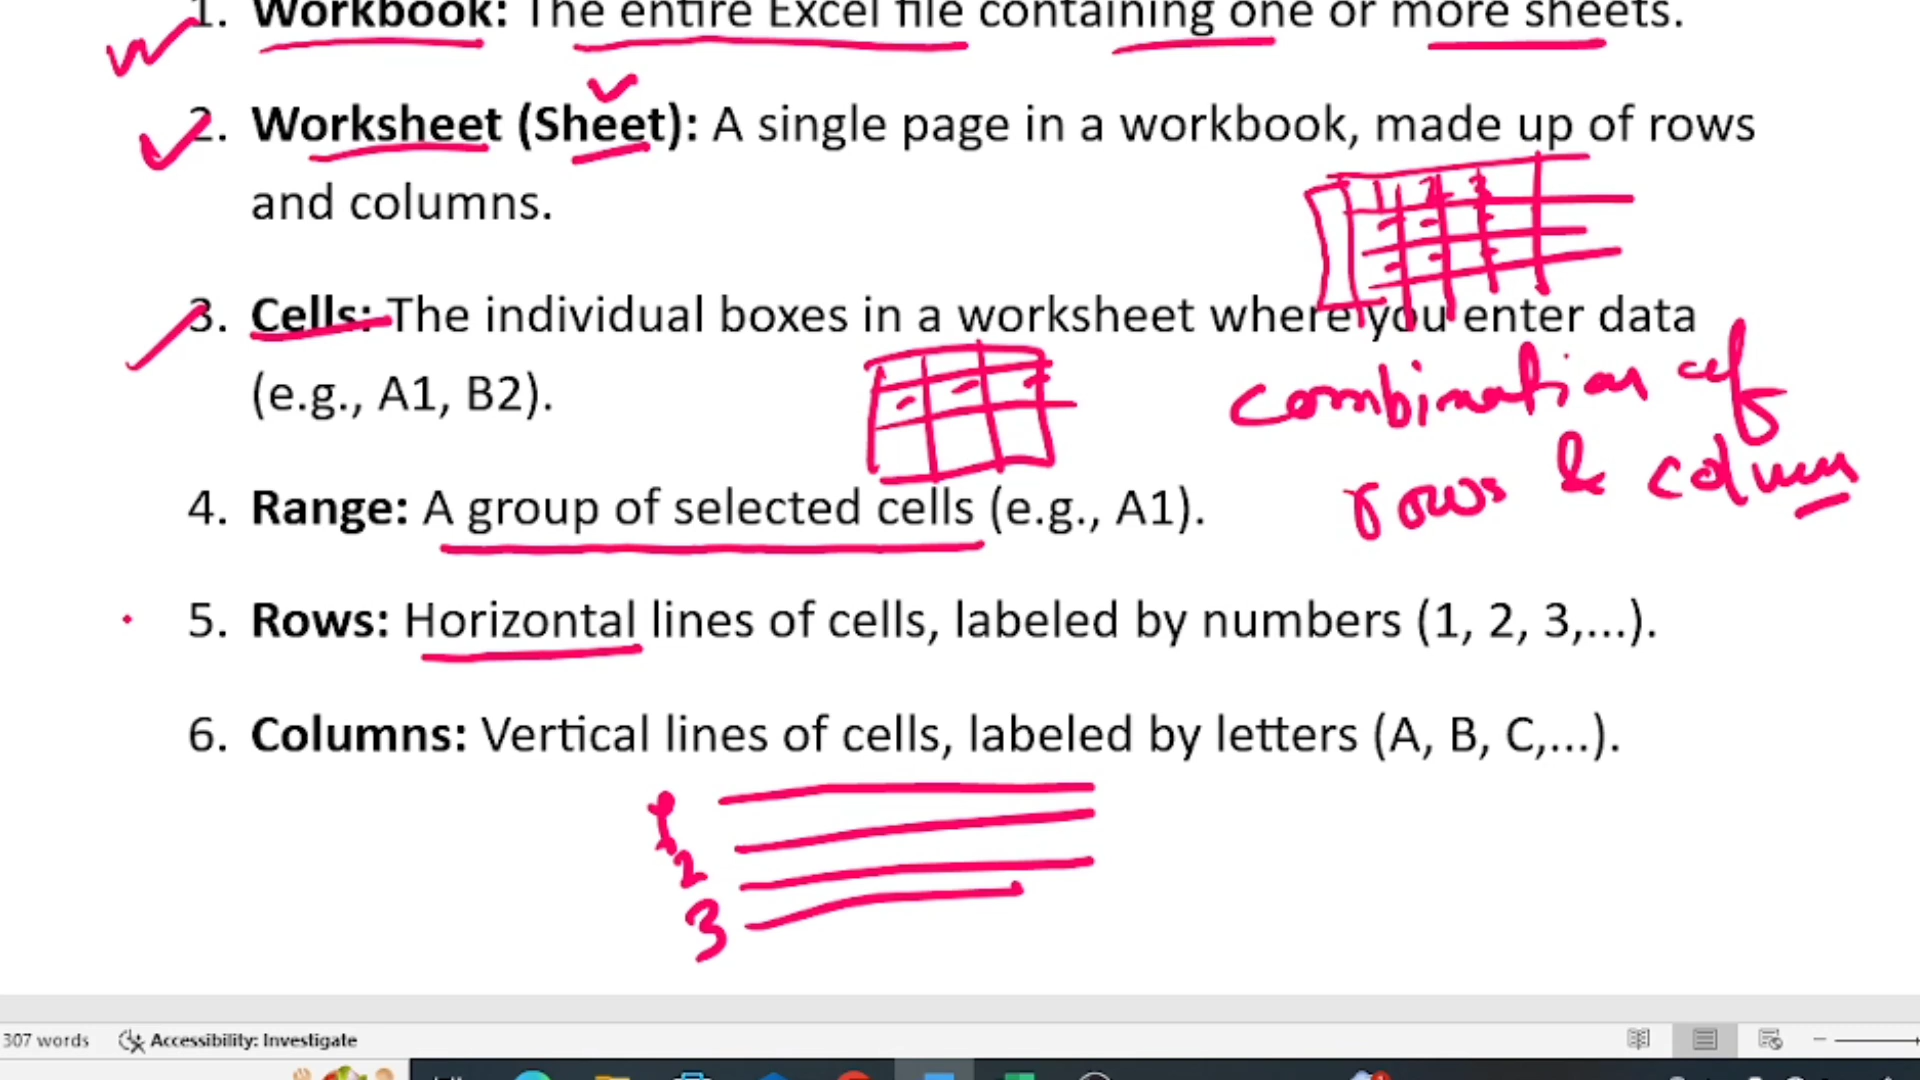 1. Workbook: The entire Excel file containing one or more sheets.
2. Worksheet (Sheet): A single page in a workbook, made up of rows
and columns.
1 2 3
3. Cells: The individual boxes in a worksheet where you enter data
(e.g., A1, B2).
combination of
rows & column
4. Range: A group of selected cells (e.g., A1).
5. Rows: Horizontal lines of cells, labeled by numbers (1, 2, 3,...).
6. Columns: Vertical lines of cells, labeled by letters (A, B, C,...).
1
2
3
307 words Accessibility: Investigate